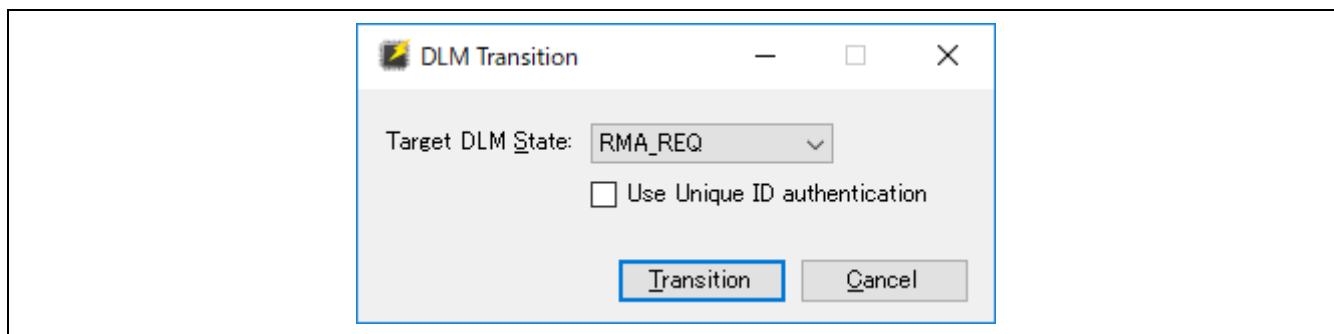 DLM Transition
Target DLM State: RMA_REQ
Use Unique ID authentication
Transition Cancel